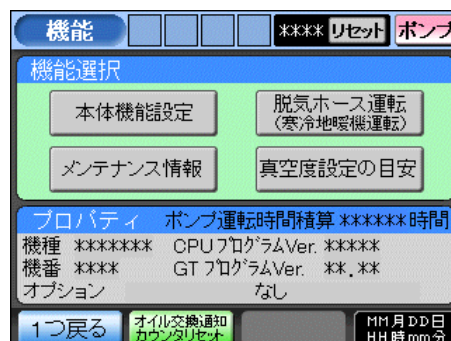 機能 **** リセット ポンプ
機能選択
本体機能設定 脱気ホース運転
(寒冷地暖機運転)
メンテナンス情報 真空度設定の目安
プロパティ ポンプ運転時間積算 ******時間
機種 ******* CPUプログラムVer. *****
機番 **** GTプログラムVer. **.**
オプション なし
1つ戻る オイル交換通知 MM月DD日
カウンタリセット HH時mm分